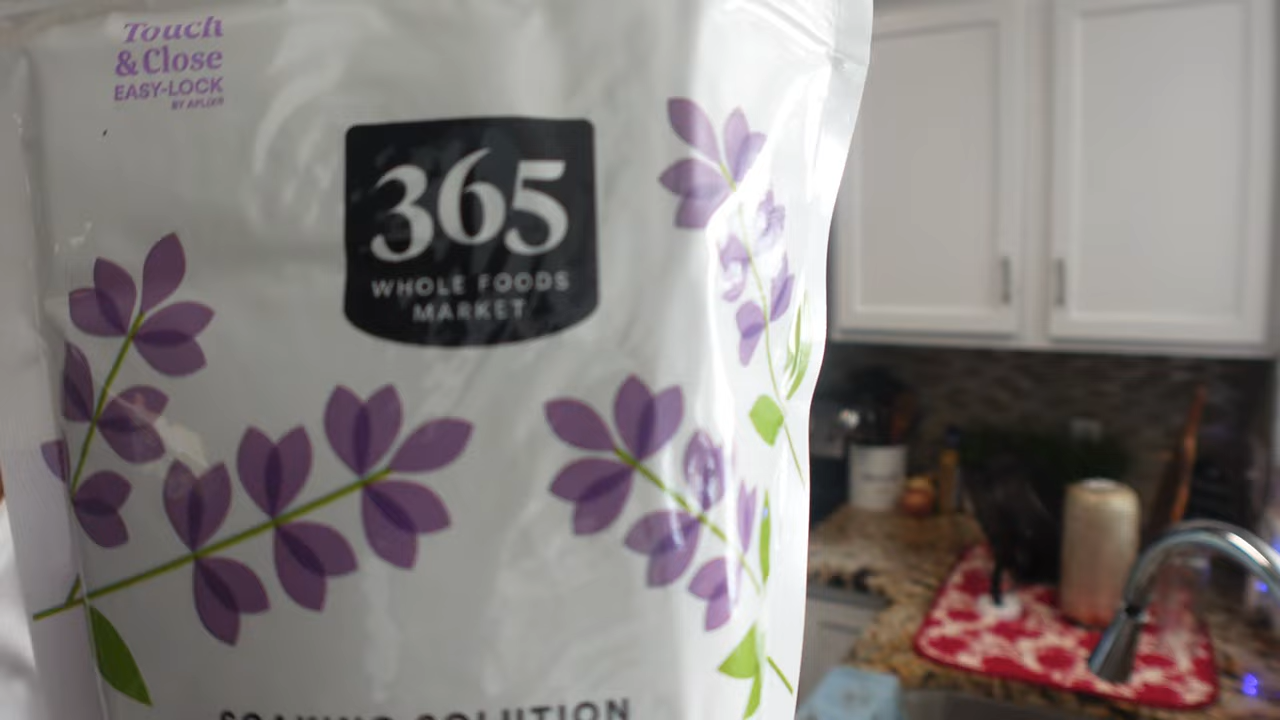 Touch
& Close
EASY-LOCK
BY APLIX®
365
WHOLE FOODS
MARKET
SOAKING SOLUTION